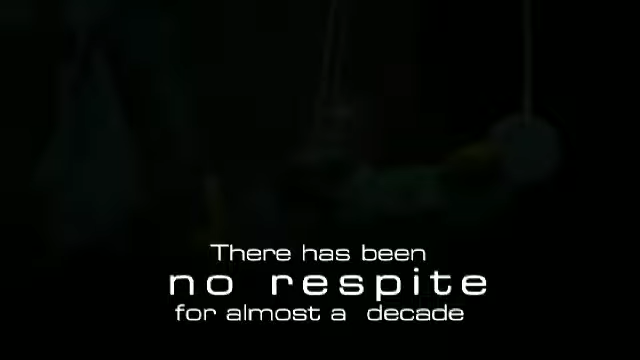 There has been
no respite
for almost a decade